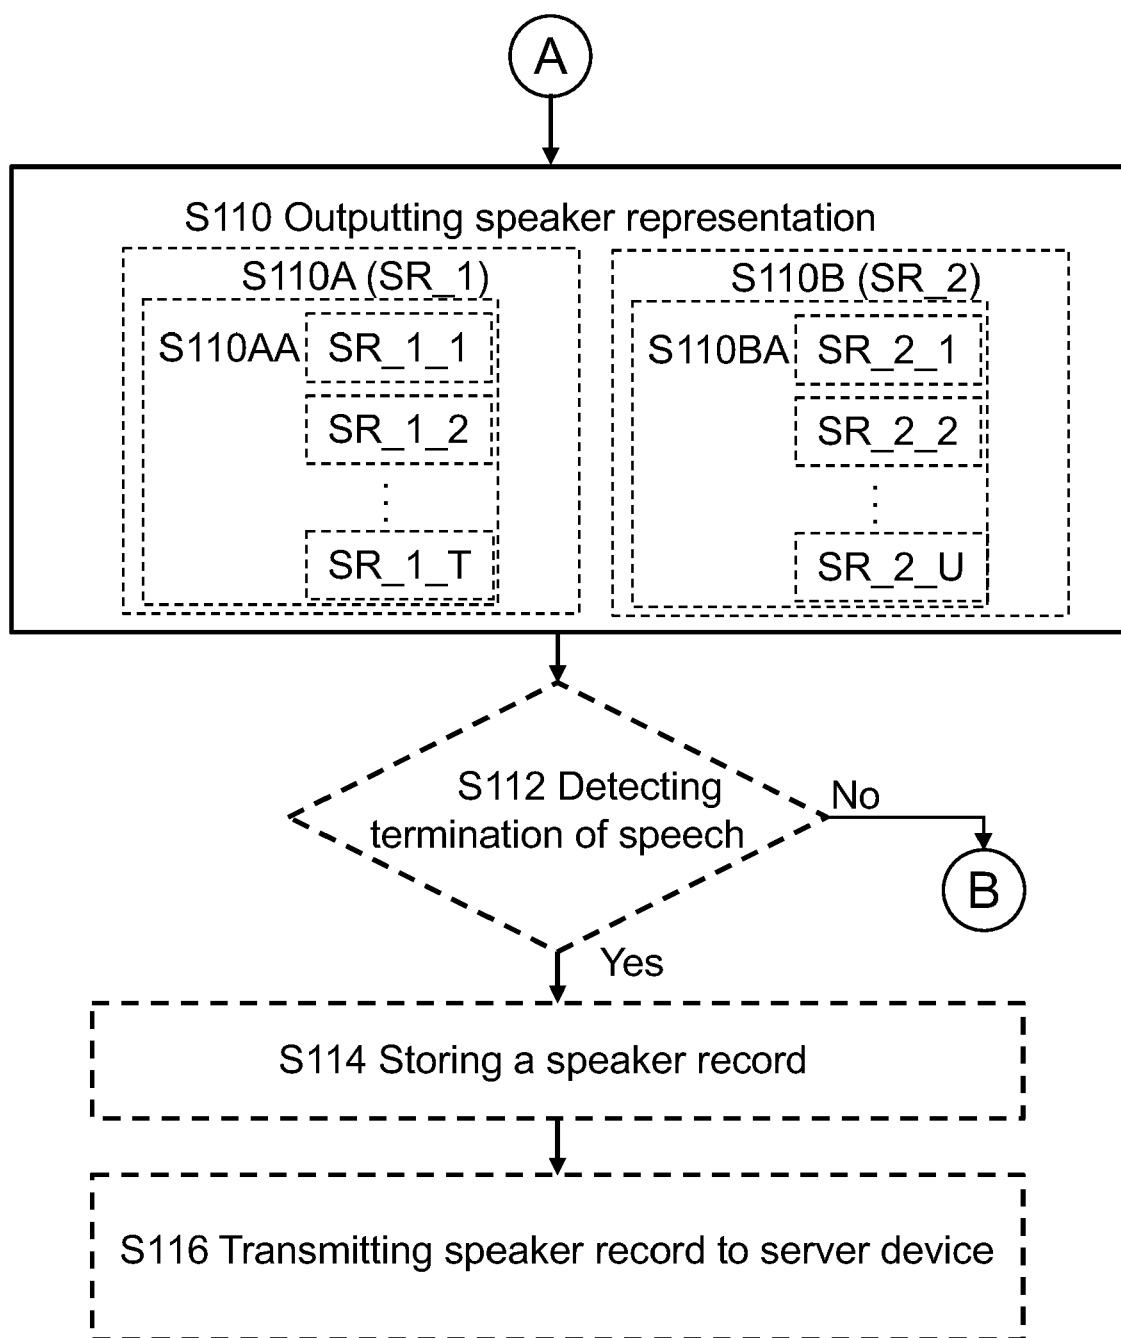 A
S110 Outputting speaker representation
S110A (SR_1)
S110AA
SR_1_1
SR_1_2
SR_1_T
S110B (SR_2)
S110BA
SR_2_1
SR_2_2
SR_2_U
S112 Detecting
termination of speech
No
B
Yes
S114 Storing a speaker record
S116 Transmitting speaker record to server device